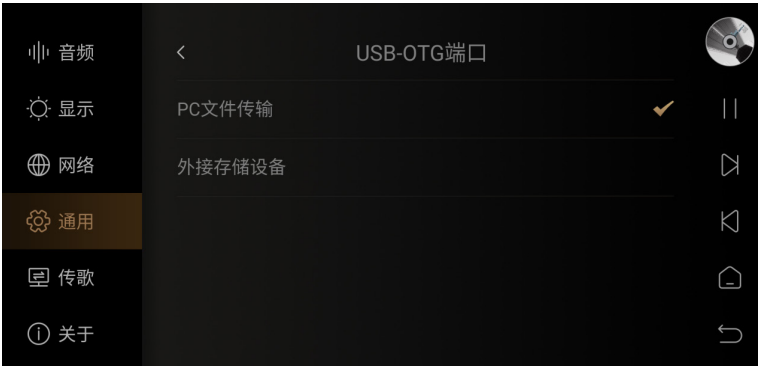 音频
显示
网络
通用
传歌
关于
USB-OTG端口
PC文件传输
外接存储设备